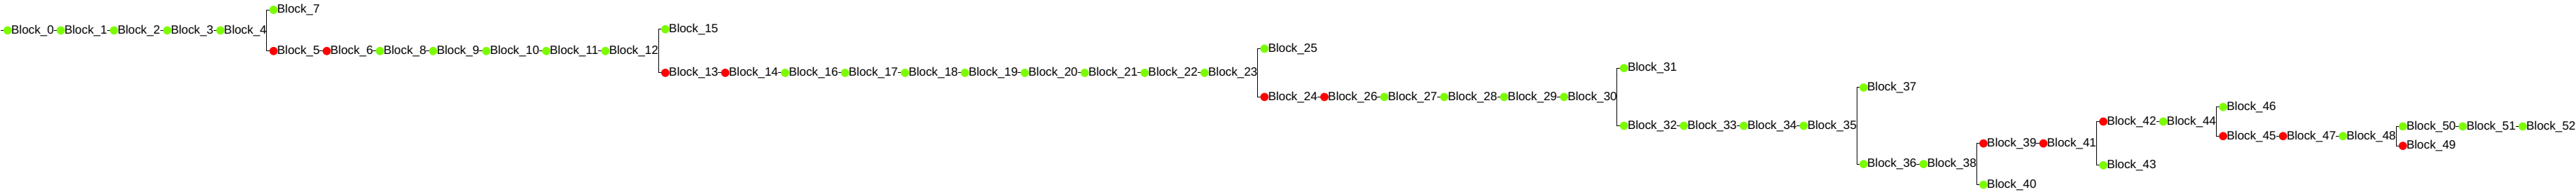 Block_7
Block_0 Block_1 Block_2 Block_3 Block_4
Block_5 Block_6 Block_8 Block_9 Block_10 Block_11 Block_12
Block_15
Block_13 Block_14 Block_16 Block_17 Block_18 Block_19 Block_20 Block_21 Block_22 Block_23
Block_25
Block_24 Block_26 Block_27 Block_28 Block_29 Block_30
Block_31
Block_32 Block_33 Block_34 Block_35
Block_37
Block_36 Block_38
Block_39 Block_41
Block_40
Block_42 Block_44
Block_43
Block_46
Block_45 Block_47 Block_48
Block_50 Block_51 Block_52
Block_49